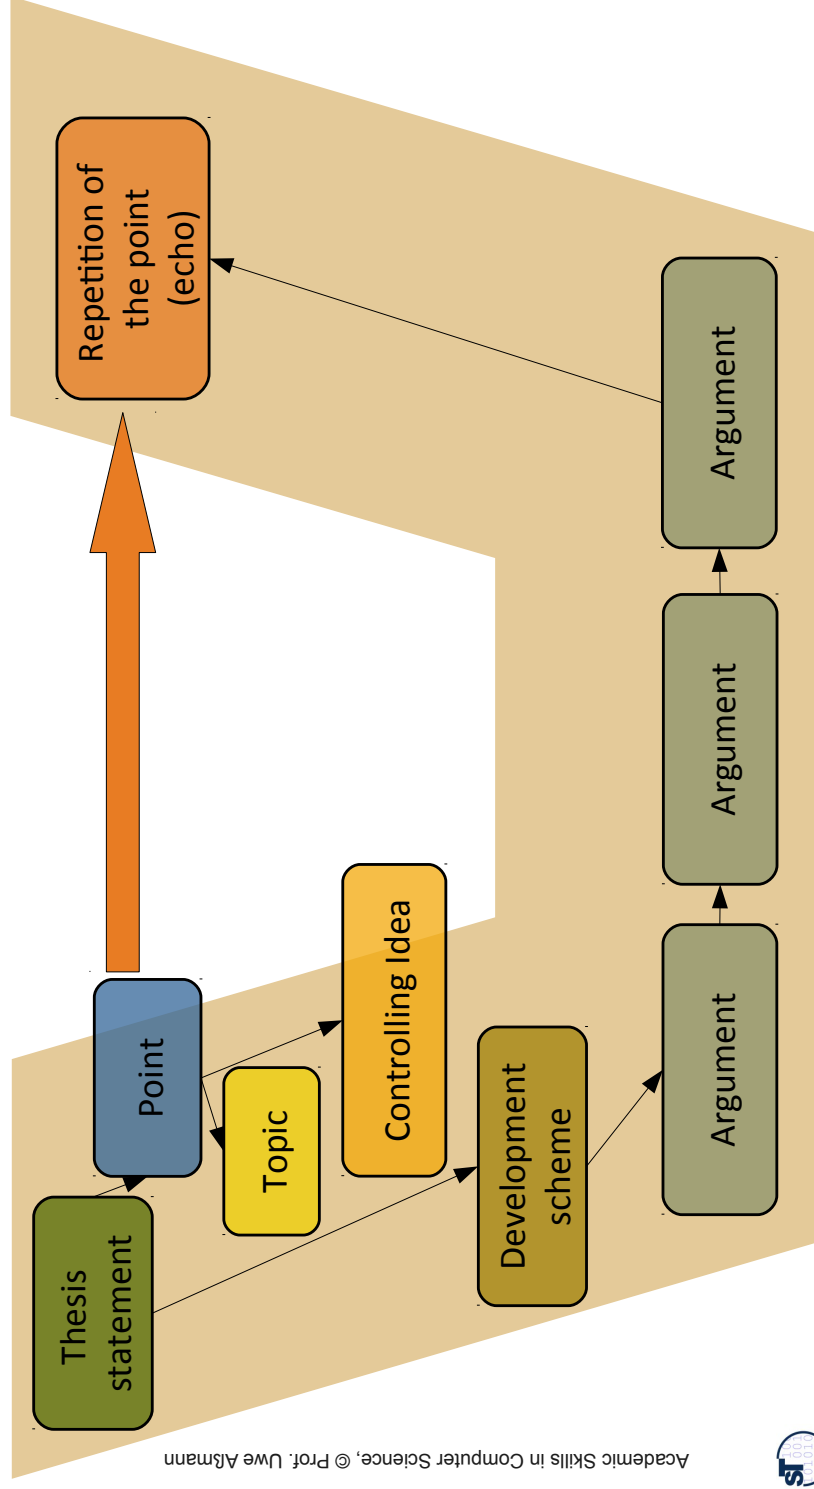 Thesis
statement
Point
Topic
Controlling Idea
Development
scheme
Argument
Argument
Argument
Repetition of
the point
(echo)
Academic Skills in Computer Science, © Prof. Uwe Aßmann
ST